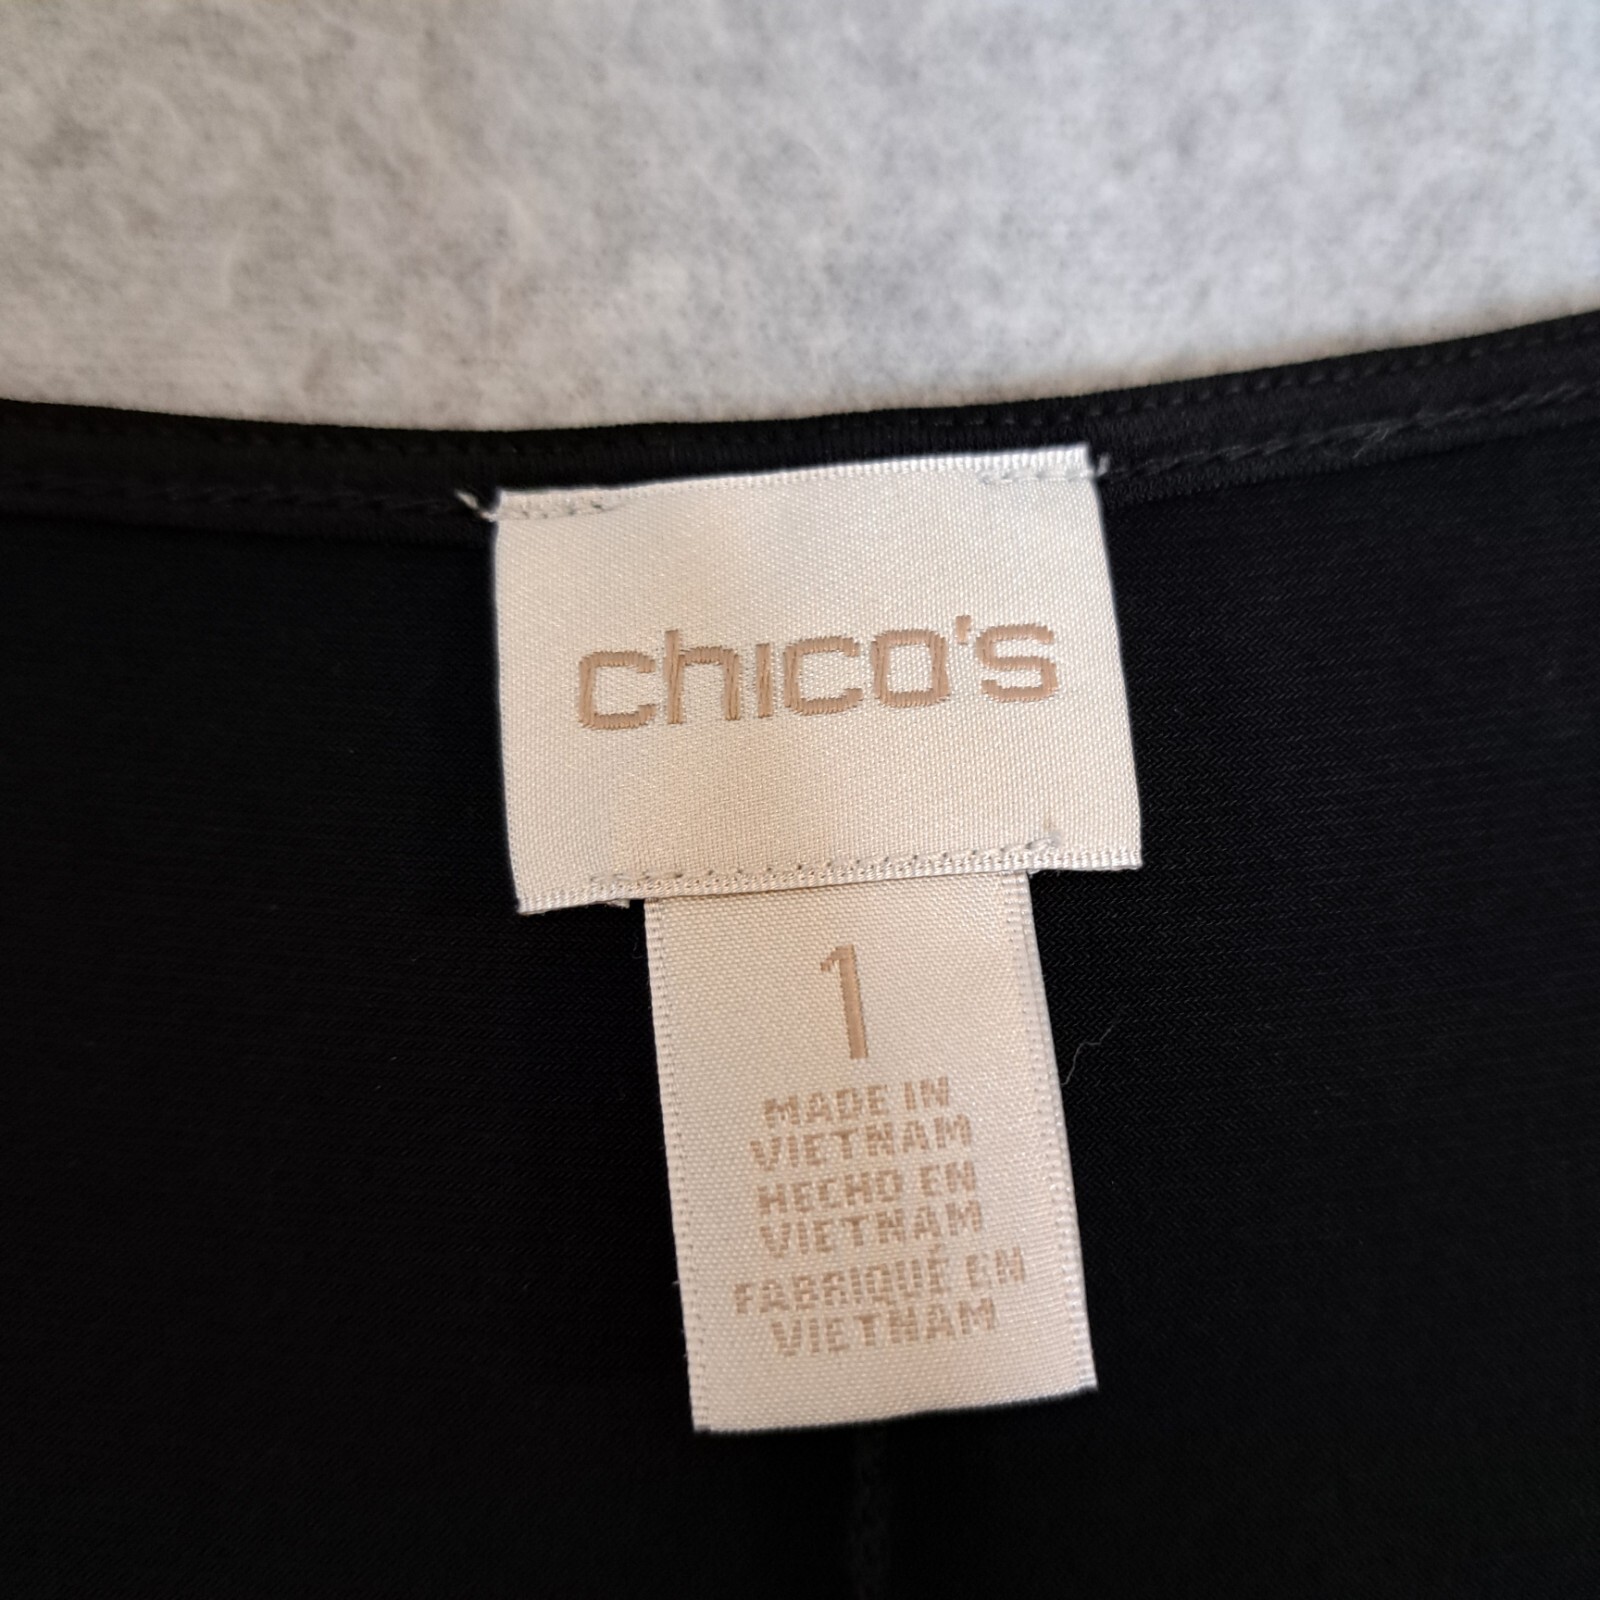 chico's
1
MADE IN
VIETNAM
HECHO EN
VIETNAM
FABRIQUÉ EN
VIETNAM